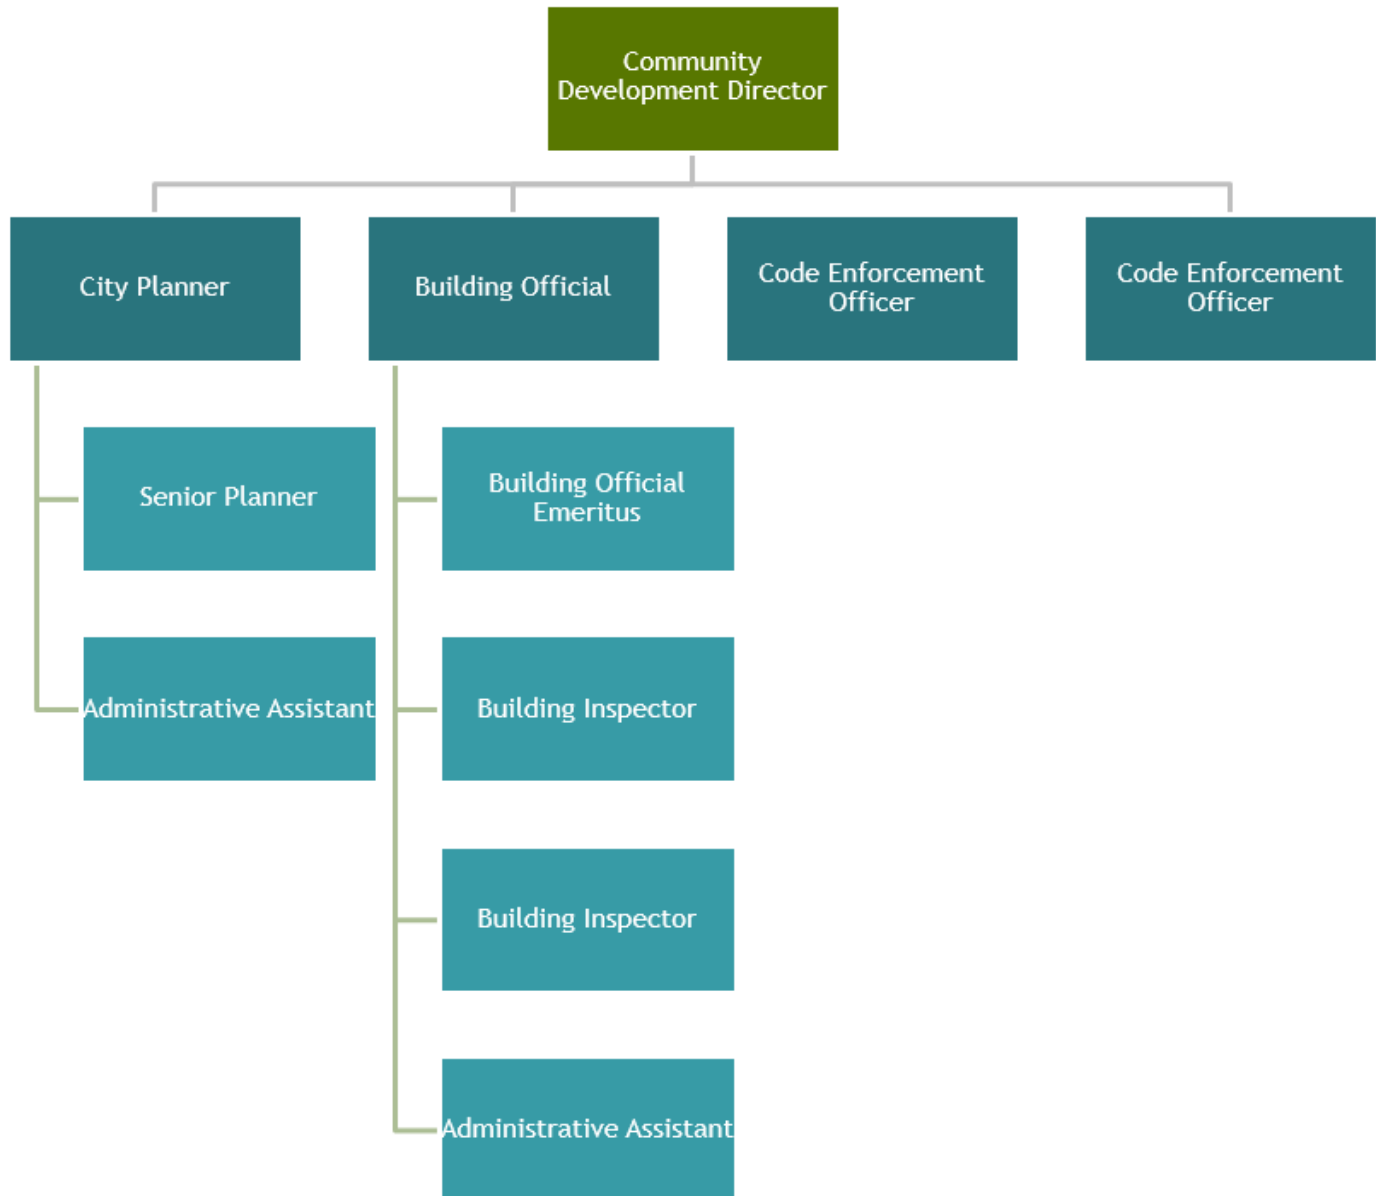 Community
Development Director
City Planner
Building Official
Code Enforcement
Officer
Code Enforcement
Officer
Senior Planner
Building Official
Emeritus
Administrative Assistant
Building Inspector
Building Inspector
Administrative Assistant